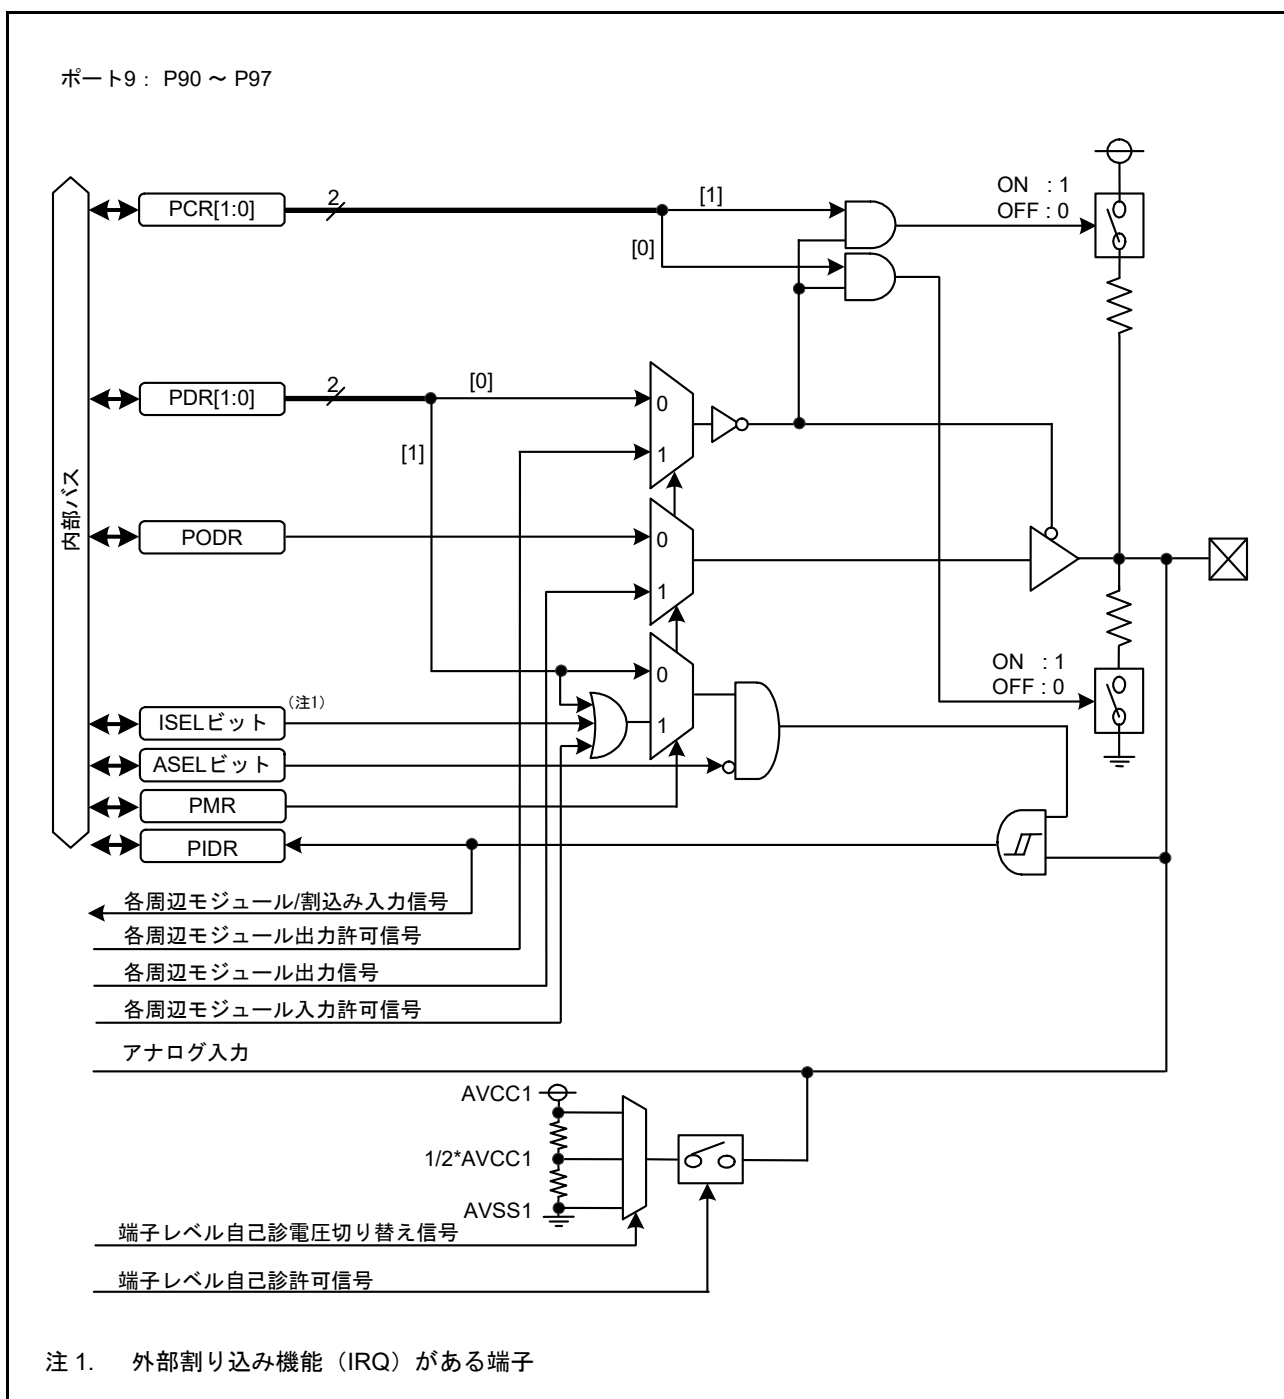 ポート9： P90 ～ P97
ON : 1
OFF : 0
PCR[1:0]
2
[1]
[0]
PDR[1:0]
2
[0]
[1]
0
1
内部バス
PODR
0
1
ON : 1
OFF : 0
0
1
（注1）
ISELビット
ASELビット
PMR
PIDR
各周辺モジュール/割込み入力信号
各周辺モジュール出力許可信号
各周辺モジュール出力信号
各周辺モジュール入力許可信号
アナログ入力
AVCC1
1/2*AVCC1
AVSS1
端子レベル自己診電圧切り替え信号
端子レベル自己診許可信号
注 1. 外部割り込み機能（IRQ）がある端子